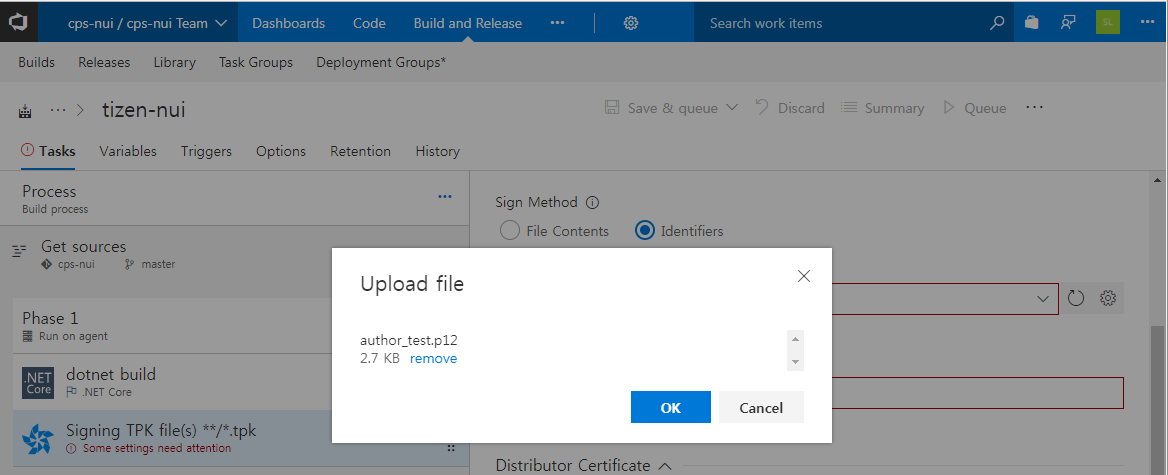 cps-nui / cps-nui Team
Dashboards
Code
Build and Release
Search work items
SL
Builds
Releases
Library
Task Groups
Deployment Groups*
tizen-nui
Save & queue
Discard
Summary
Queue
Tasks
Variables
Triggers
Options
Retention
History
Process
Build process
Get sources
cps-nui
master
Phase 1
Run on agent
.NET
Core
dotnet build
.NET Core
Signing TPK file(s) **/*.tpk
Some settings need attention
Sign Method
File Contents
Identifiers
Upload file
author_test.p12
2.7 KB remove
OK
Cancel
Distributor Certificate